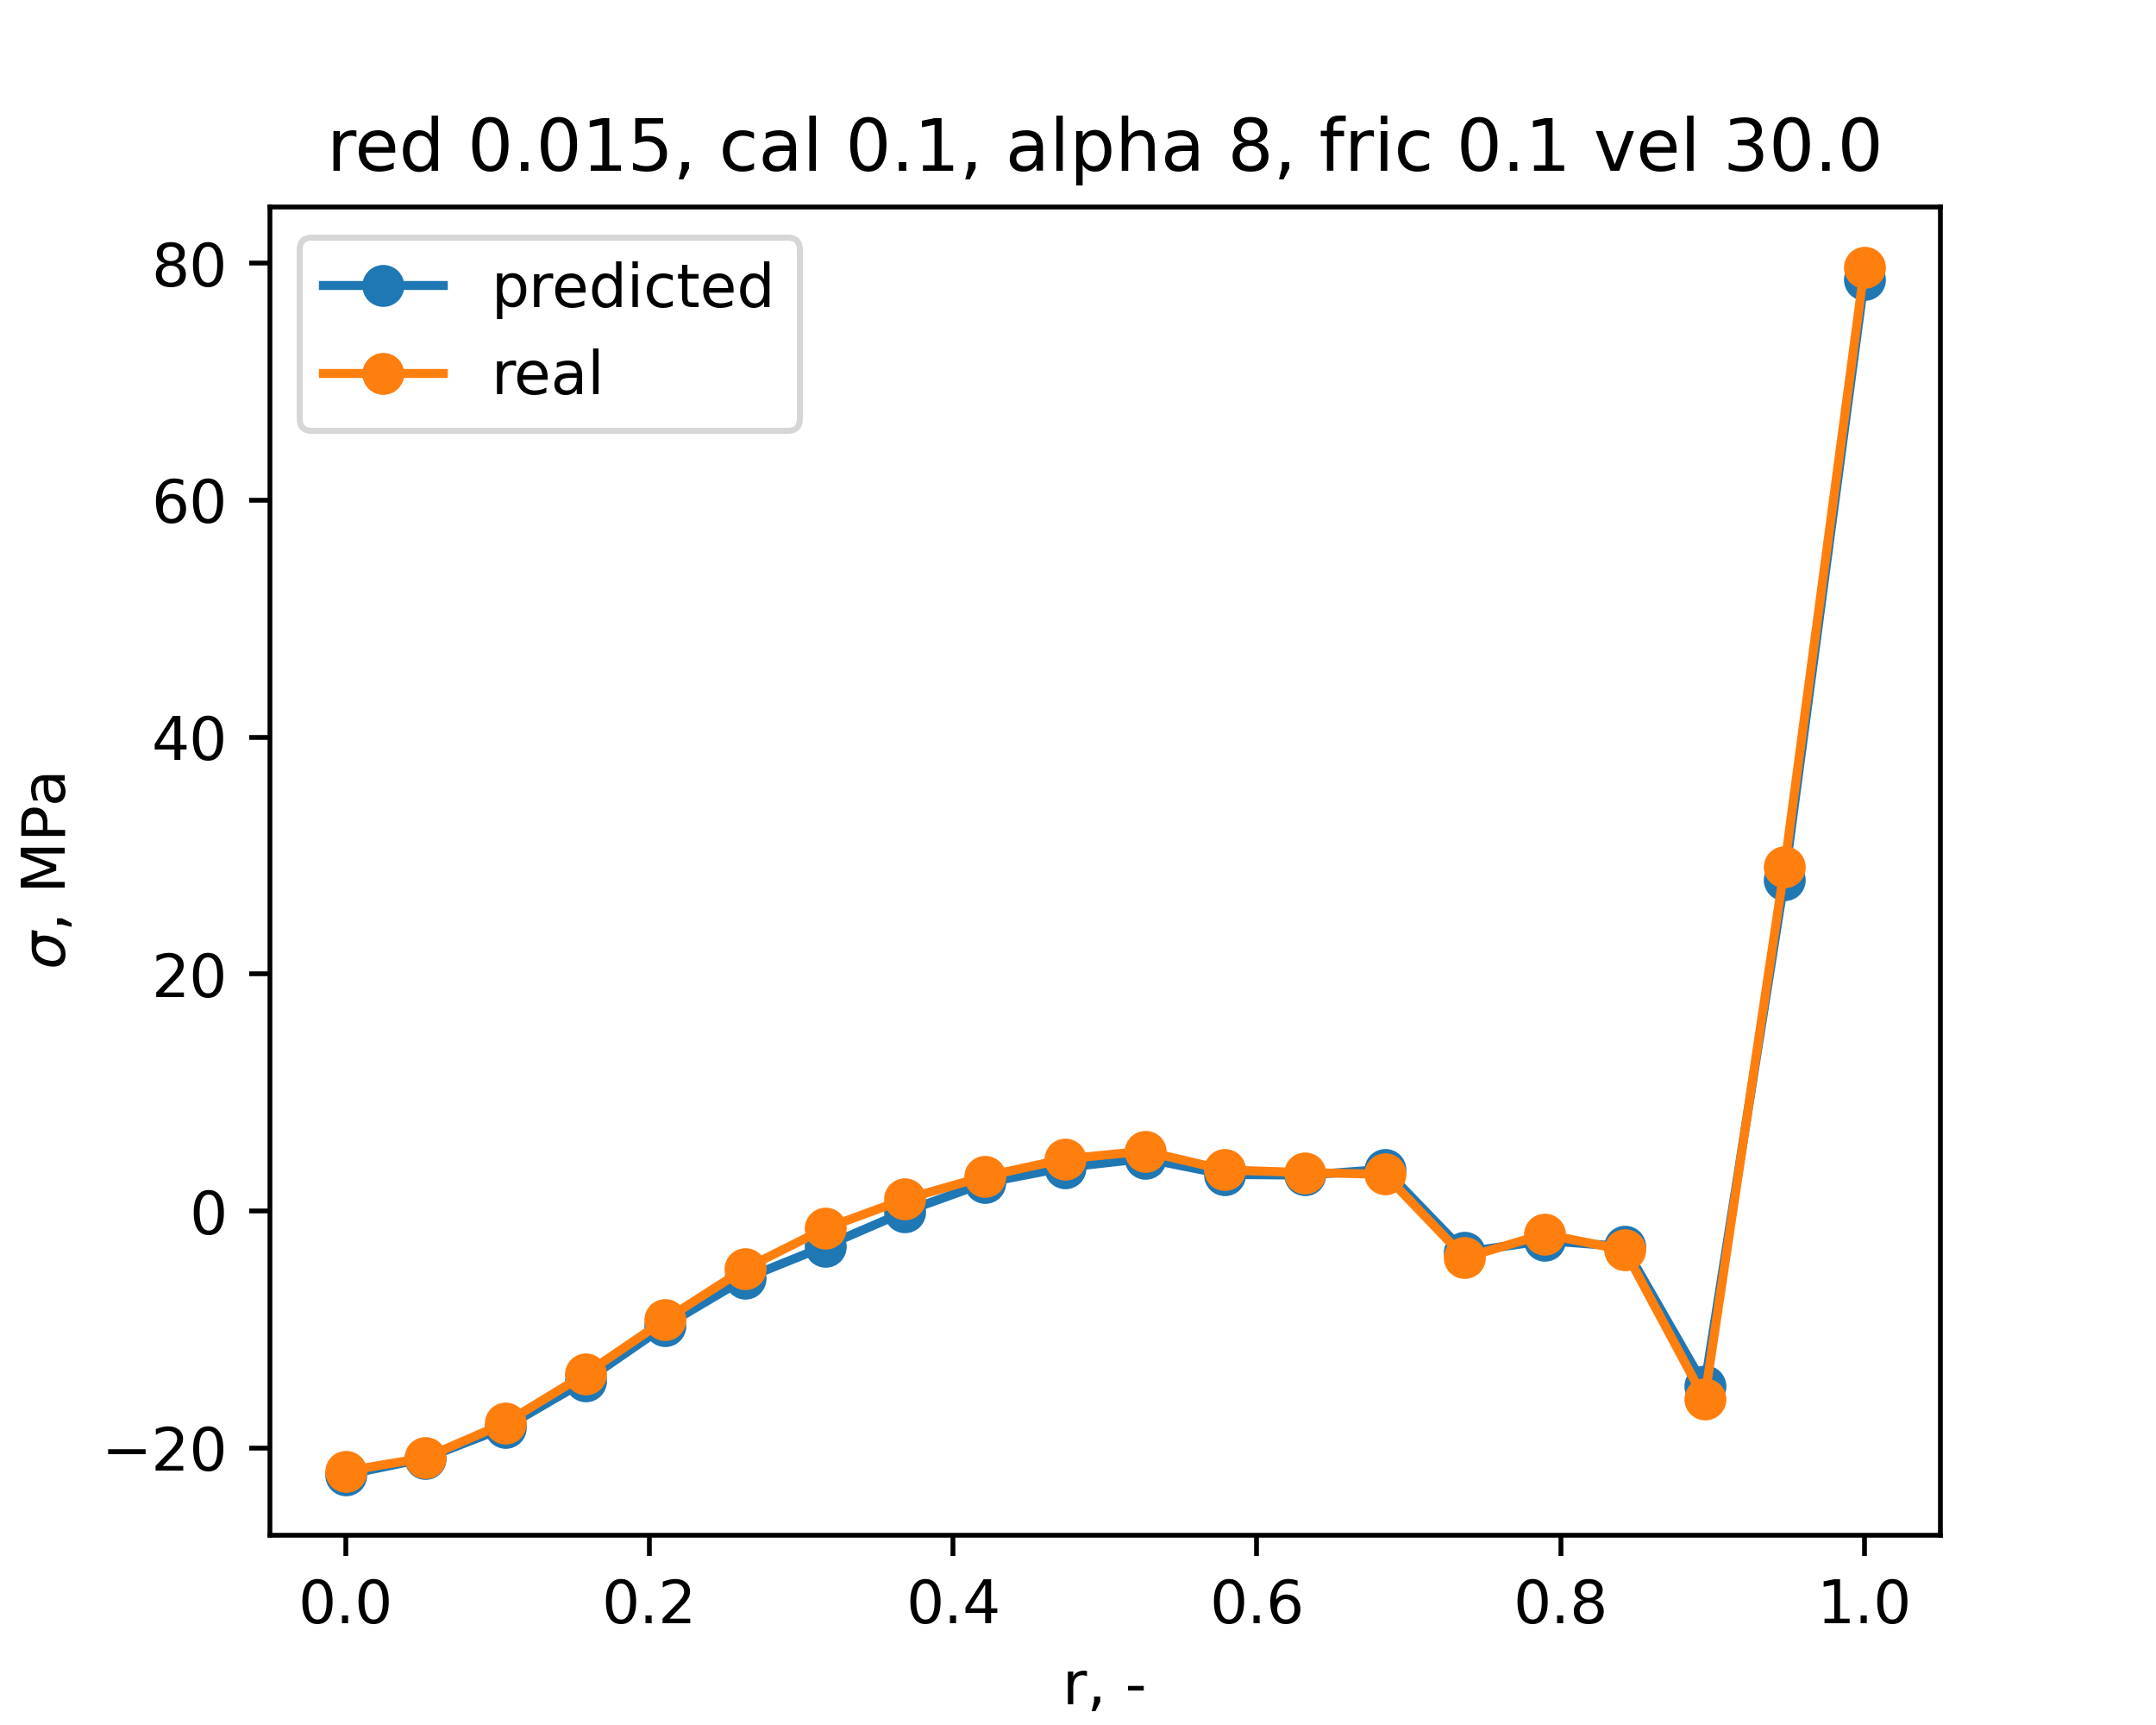 red 0.015, cal 0.1, alpha 8, fric 0.1 vel 30.0
predicted
real
80
60
40
20
0
−20
σ, MPa
0.0 0.2 0.4 0.6 0.8 1.0
r, -